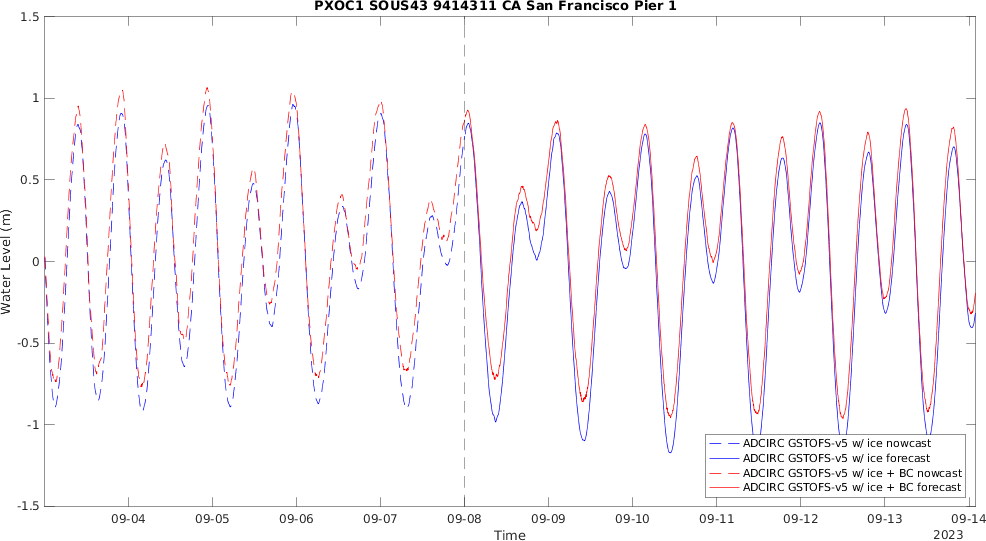 PXOC1 SOUS43 9414311 CA San Francisco Pier 1
1.5
1
0.5
0
-0.5
-1
-1.5
Water Level (m)
09-04
09-05
09-06
09-07
09-08
09-09
09-10
09-11
09-12
09-13
09-14
Time
2023
ADCIRC GSTOFS-v5 w/ ice nowcast
ADCIRC GSTOFS-v5 w/ ice forecast
ADCIRC GSTOFS-v5 w/ ice + BC nowcast
ADCIRC GSTOFS-v5 w/ ice + BC forecast